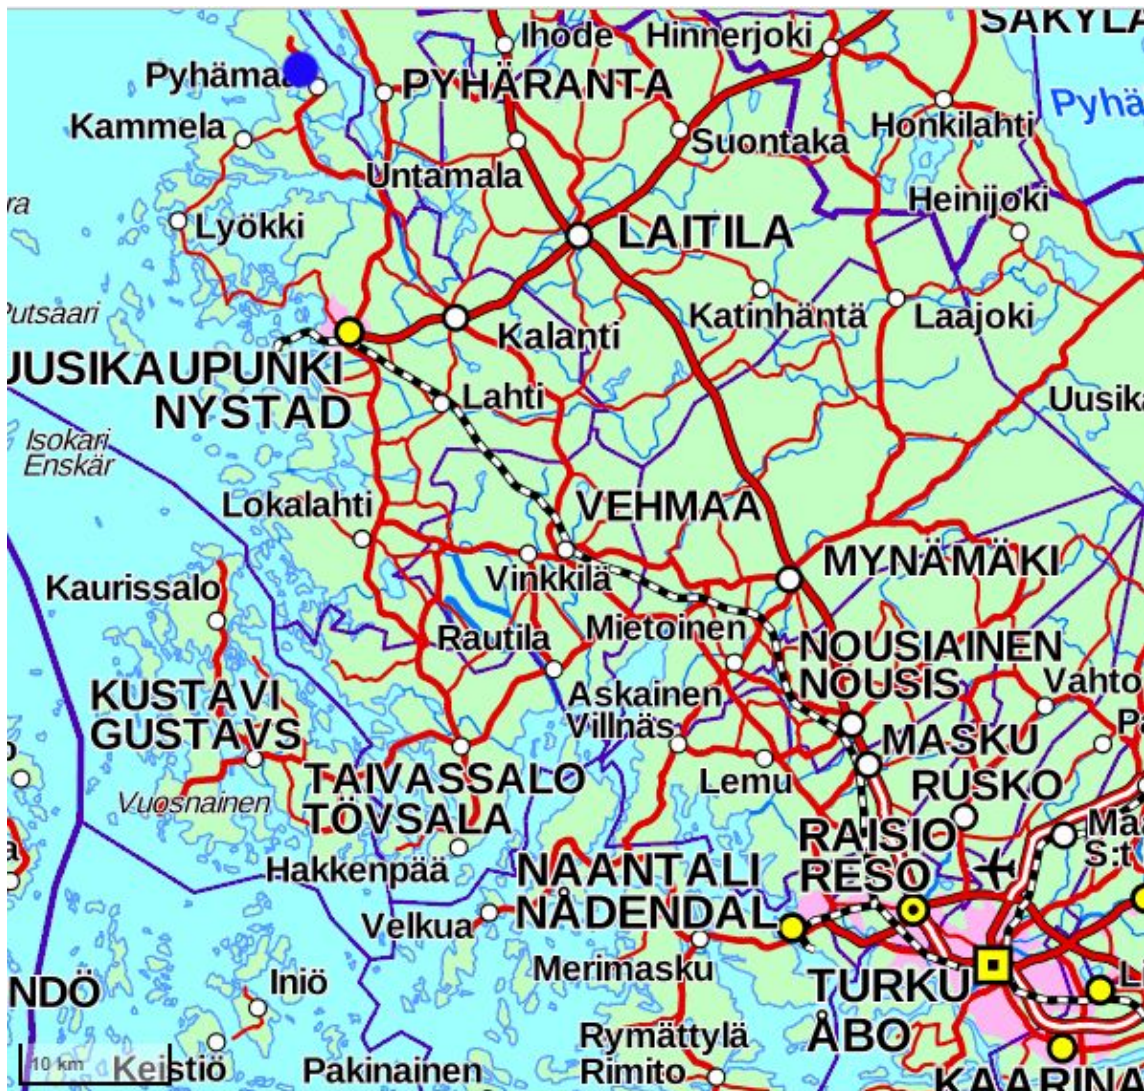 SÄKYLÄ
Ihode
Hinnerjoki
Pyhämaa
PYHÄRANTA
Pyhä
Kammela
Suontaka
Honkilahti
Untamala
Heinijoki
Lyökki
LAITILA
Putsaari
Kalanti
Katinhäntä
Laajoki
UUSIKAUPUNKI
NYSTAD
Lahti
Uusika
Isokari
Enskär
Lokalahti
VEHMAA
Vinkkilä
MYNÄMÄKI
Kaurissalo
Rautila
Mietoinen
NOUSIAINEN
NOUSIS
KUSTAVI
GUSTAVS
Askainen
Villnäs
Vahto
MASKU
Vuosnainen
TAIVASSALO
TÖVSALA
Lemu
RUSKO
Hakkenpää
NAANTALI
NÅDENDAL
RAISIO
RESO
S:t
Velkua
Merimasku
NDÖ
Iniö
TURKU
ÅBO
Rymättylä
Rimito
10 km
Keistiö
Pakinainen
KAARINA